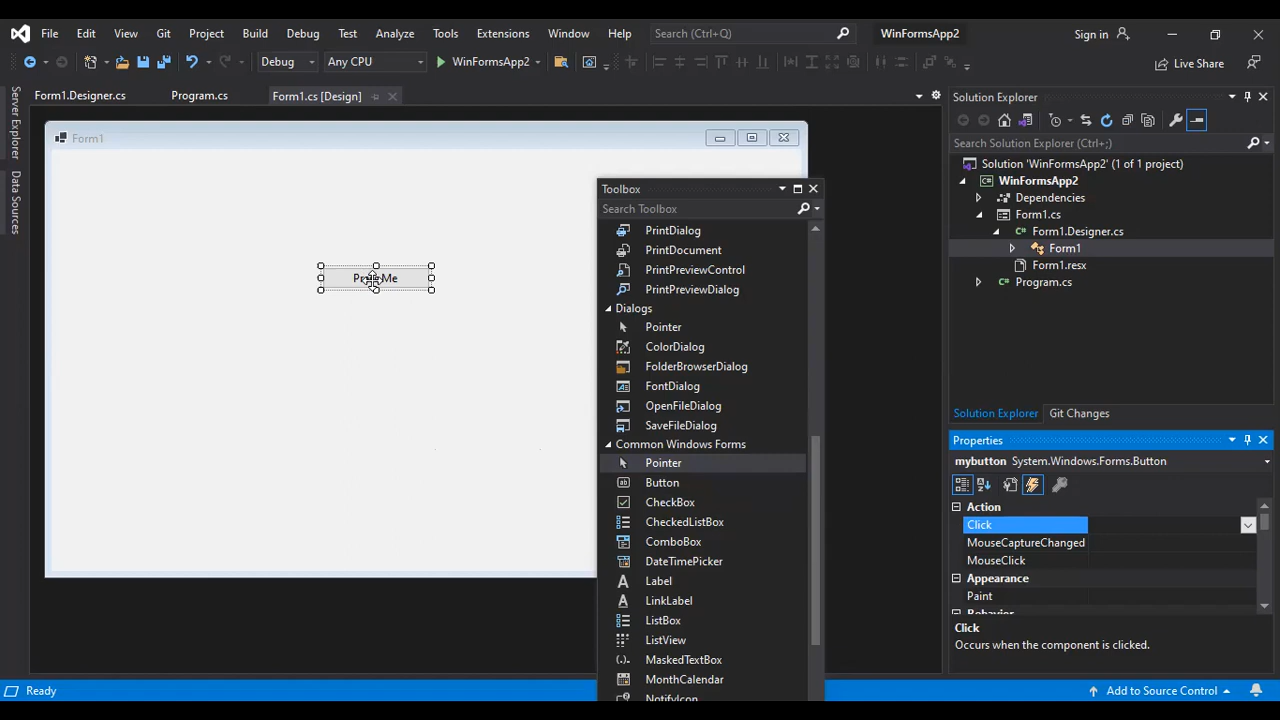 File Edit View Git Project Build Debug Test Analyze Tools Extensions Window Help Search (Ctrl+Q) WinFormsApp2 Sign in
Debug Any CPU WinFormsApp2 Live Share
Form1.Designer.cs Program.cs Form1.cs [Design]
Server Explorer
Data Sources
Form1
Toolbox
Search Toolbox
PrintDialog
PrintDocument
PrintPreviewControl
PrintPreviewDialog
Dialogs
Pointer
ColorDialog
FolderBrowserDialog
FontDialog
OpenFileDialog
SaveFileDialog
Common Windows Forms
Pointer
Button
CheckBox
CheckedListBox
ComboBox
DateTimePicker
Label
LinkLabel
ListBox
ListView
MaskedTextBox
MonthCalendar
NotifyIcon
Solution Explorer
Search Solution Explorer (Ctrl+;)
Solution 'WinFormsApp2' (1 of 1 project)
WinFormsApp2
Dependencies
Form1.cs
Form1.Designer.cs
Form1
Form1.resx
Program.cs
Solution Explorer Git Changes
Properties
mybutton System.Windows.Forms.Button
Action
Click
MouseCaptureChanged
MouseClick
Appearance
Paint
Behavior
Click
Occurs when the component is clicked.
Ready Add to Source Control